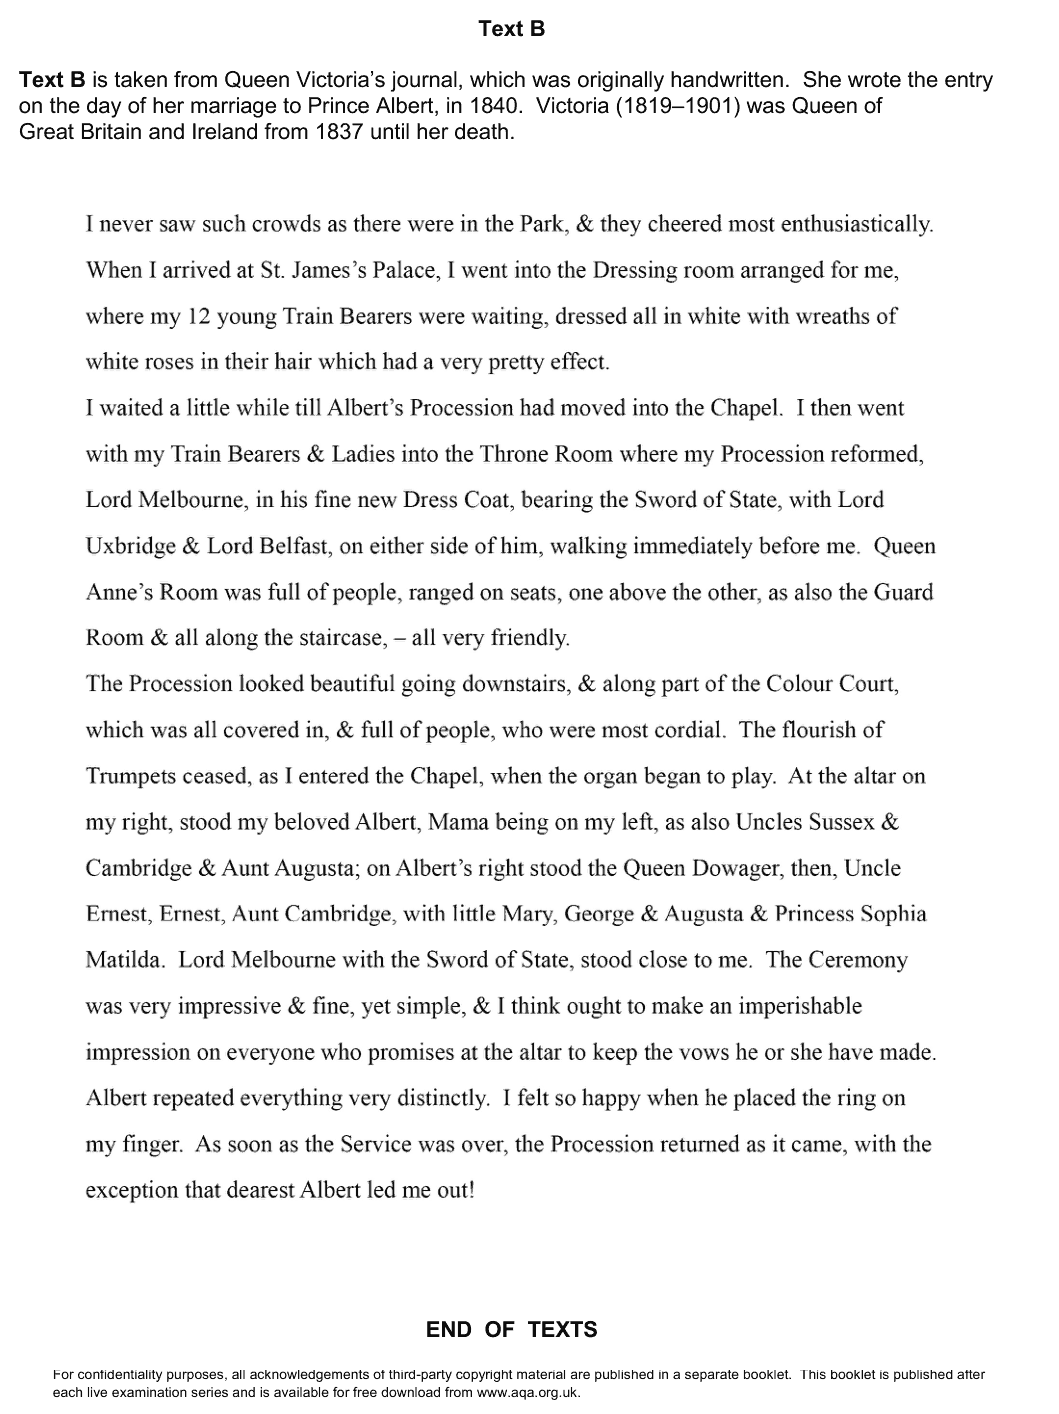 Text B
Text B is taken from Queen Victoria’s journal, which was originally handwritten.  She wrote the entry
on the day of her marriage to Prince Albert, in 1840.  Victoria (1819–1901) was Queen of
Great Britain and Ireland from 1837 until her death.
I never saw such crowds as there were in the Park, & they cheered most enthusiastically.
When I arrived at St. James’s Palace, I went into the Dressing room arranged for me,
where my 12 young Train Bearers were waiting, dressed all in white with wreaths of
white roses in their hair which had a very pretty effect.
I waited a little while till Albert’s Procession had moved into the Chapel.  I then went
with my Train Bearers & Ladies into the Throne Room where my Procession reformed,
Lord Melbourne, in his fine new Dress Coat, bearing the Sword of State, with Lord
Uxbridge & Lord Belfast, on either side of him, walking immediately before me.  Queen
Anne’s Room was full of people, ranged on seats, one above the other, as also the Guard
Room & all along the staircase, – all very friendly.
The Procession looked beautiful going downstairs, & along part of the Colour Court,
which was all covered in, & full of people, who were most cordial.  The flourish of
Trumpets ceased, as I entered the Chapel, when the organ began to play.  At the altar on
my right, stood my beloved Albert, Mama being on my left, as also Uncles Sussex &
Cambridge & Aunt Augusta; on Albert’s right stood the Queen Dowager, then, Uncle
Ernest, Ernest, Aunt Cambridge, with little Mary, George & Augusta & Princess Sophia
Matilda.  Lord Melbourne with the Sword of State, stood close to me.  The Ceremony
was very impressive & fine, yet simple, & I think ought to make an imperishable
impression on everyone who promises at the altar to keep the vows he or she have made.
Albert repeated everything very distinctly.  I felt so happy when he placed the ring on
my finger.  As soon as the Service was over, the Procession returned as it came, with the
exception that dearest Albert led me out!
END OF TEXTS
For confidentiality purposes, all acknowledgements of third-party copyright material are published in a separate booklet.  This booklet is published after
each live examination series and is available for free download from www.aqa.org.uk.